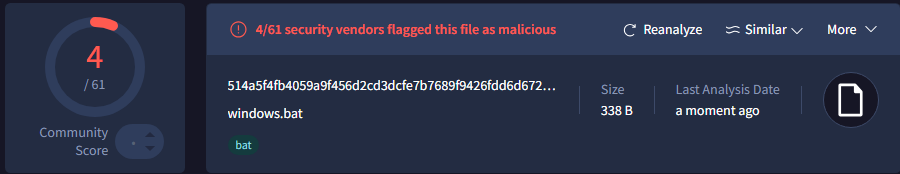 4
/ 61
Community
Score
4/61 security vendors flagged this file as malicious
Reanalyze
Similar
More
514a5f4fb4059a9f456d2cd3dcfe7b7689f9426fdd6d672...
windows.bat
bat
Size
338 B
Last Analysis Date
a moment ago